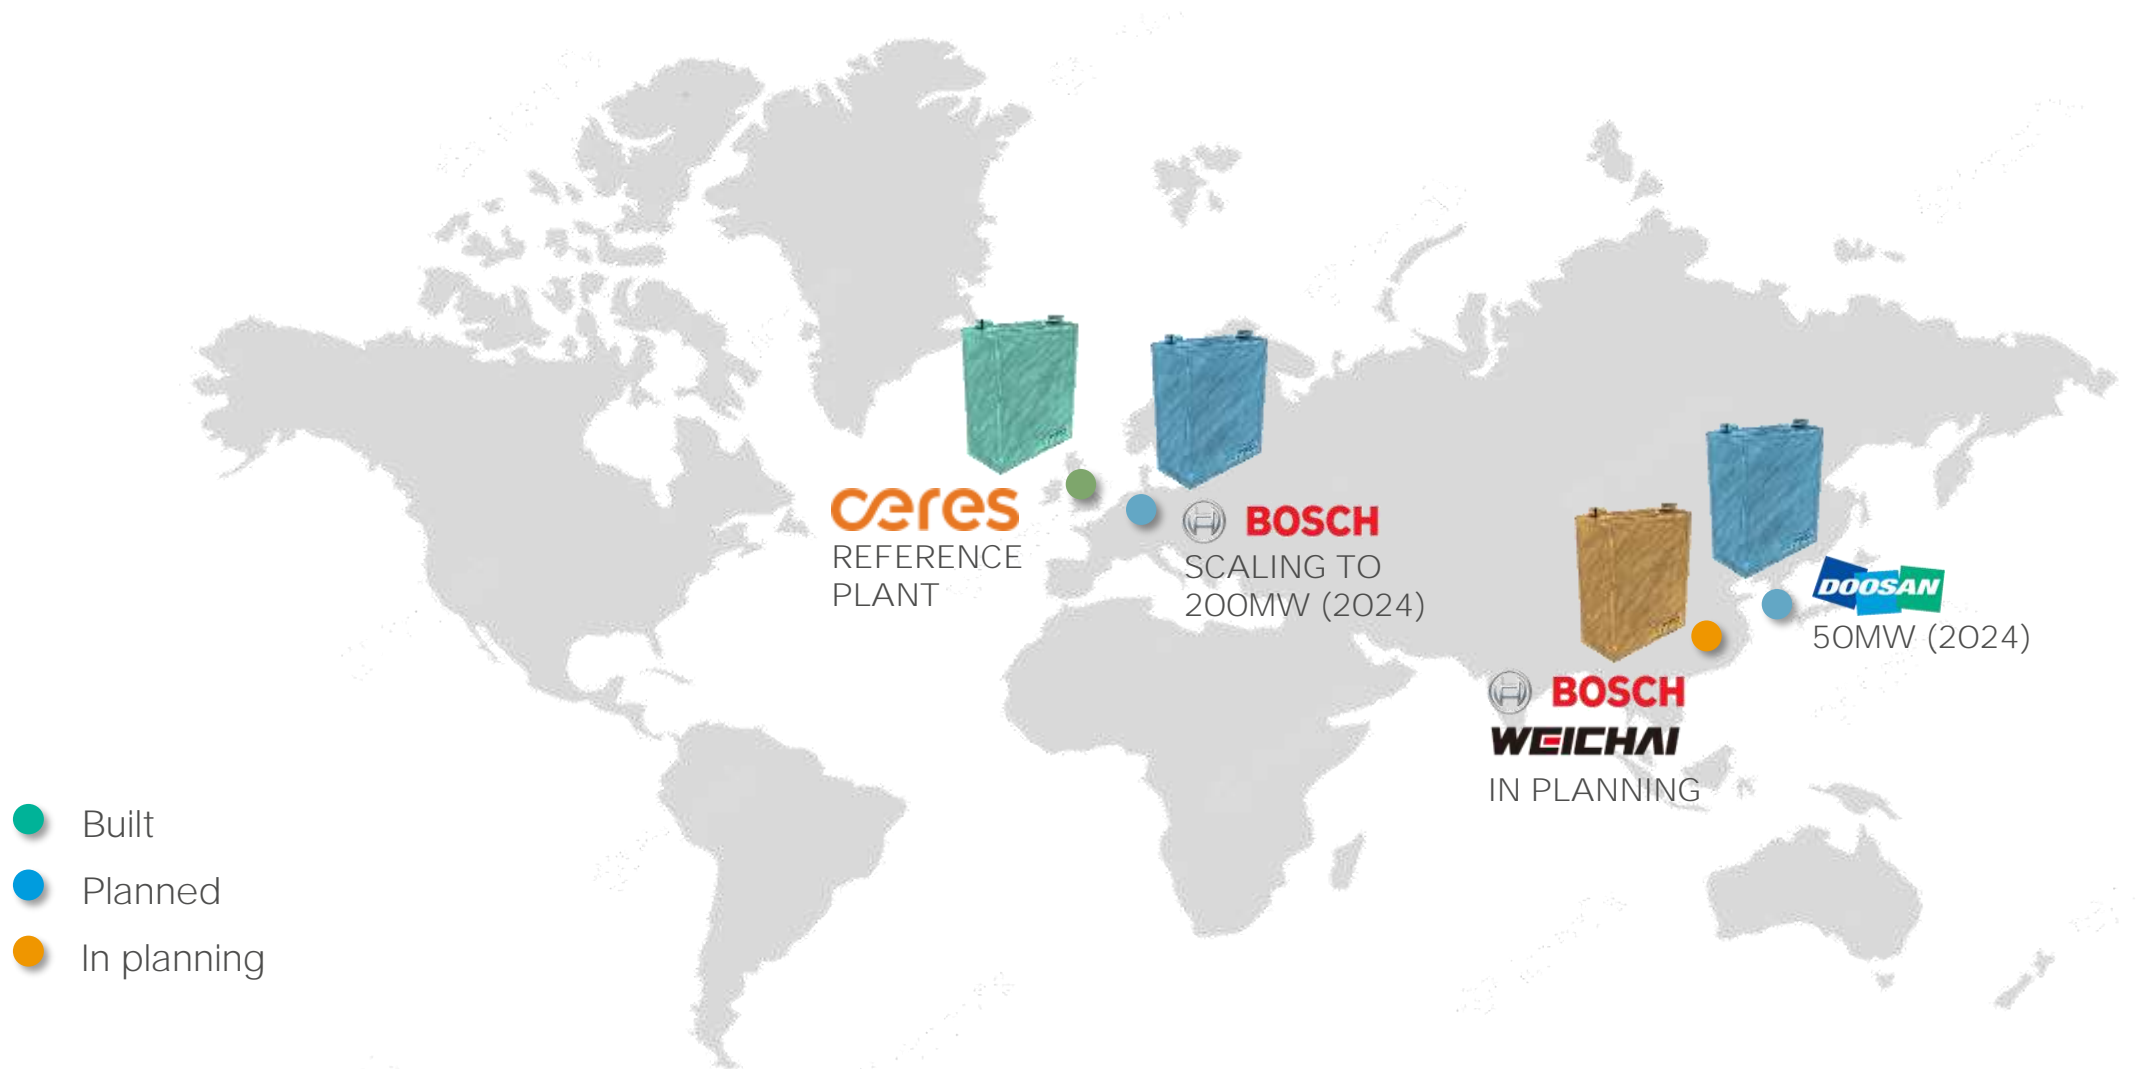 ceres
REFERENCE
PLANT
BOSCH
SCALING TO
200MW (2024)
DOOSAN
50MW (2024)
BOSCH
WEICHAI
IN PLANNING
Built
Planned
In planning